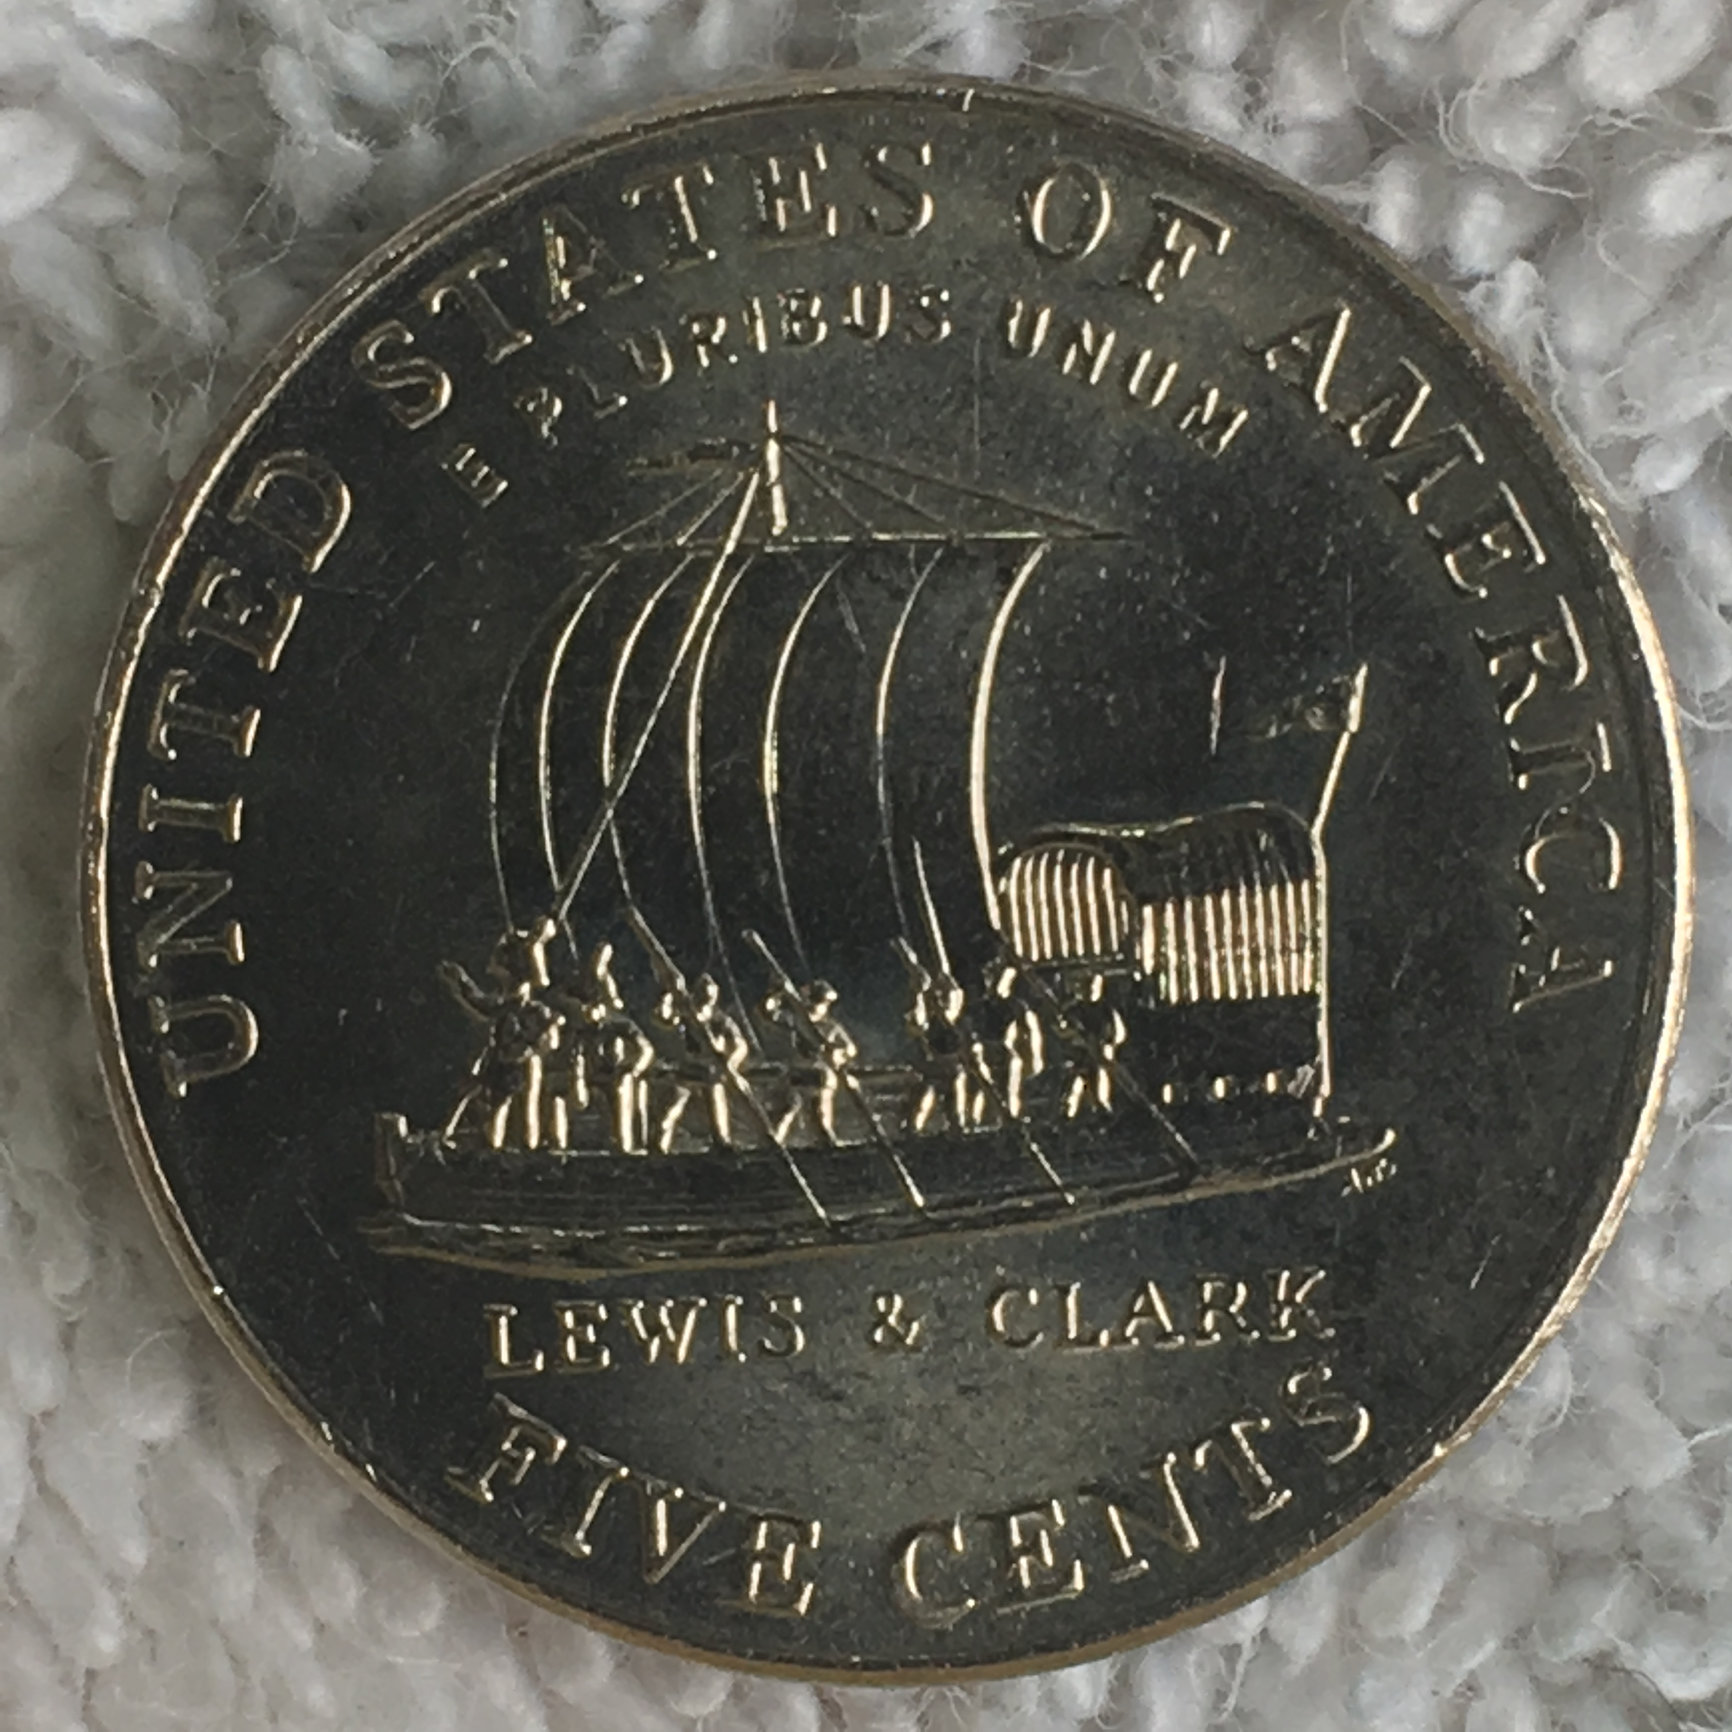 UNITED STATES OF AMERICA
E PLURIBUS UNUM
LEWIS & CLARK
FIVE CENTS